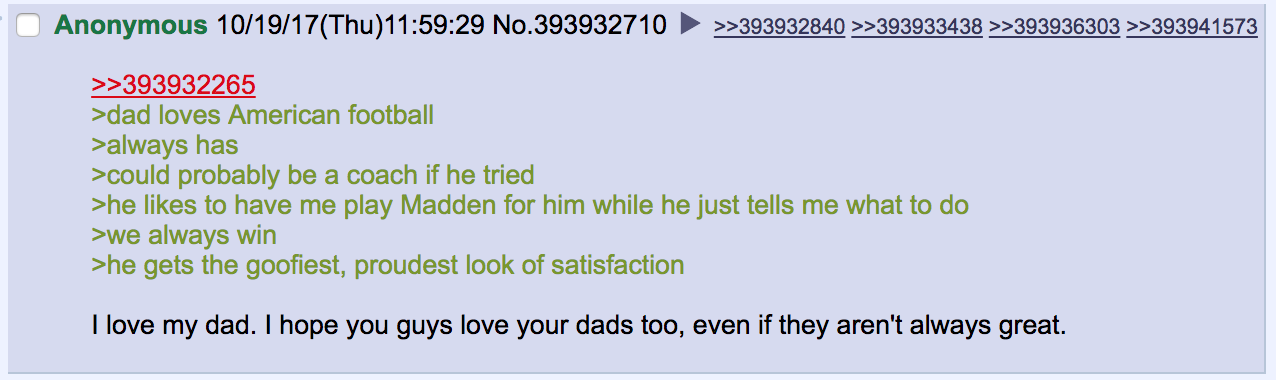 Anonymous 10/19/17(Thu)11:59:29 No.393932710 ▶ >>393932840 >>393933438 >>393936303 >>393941573
>>393932265
>dad loves American football
>always has
>could probably be a coach if he tried
>he likes to have me play Madden for him while he just tells me what to do
>we always win
>he gets the goofiest, proudest look of satisfaction
I love my dad. I hope you guys love your dads too, even if they aren't always great.